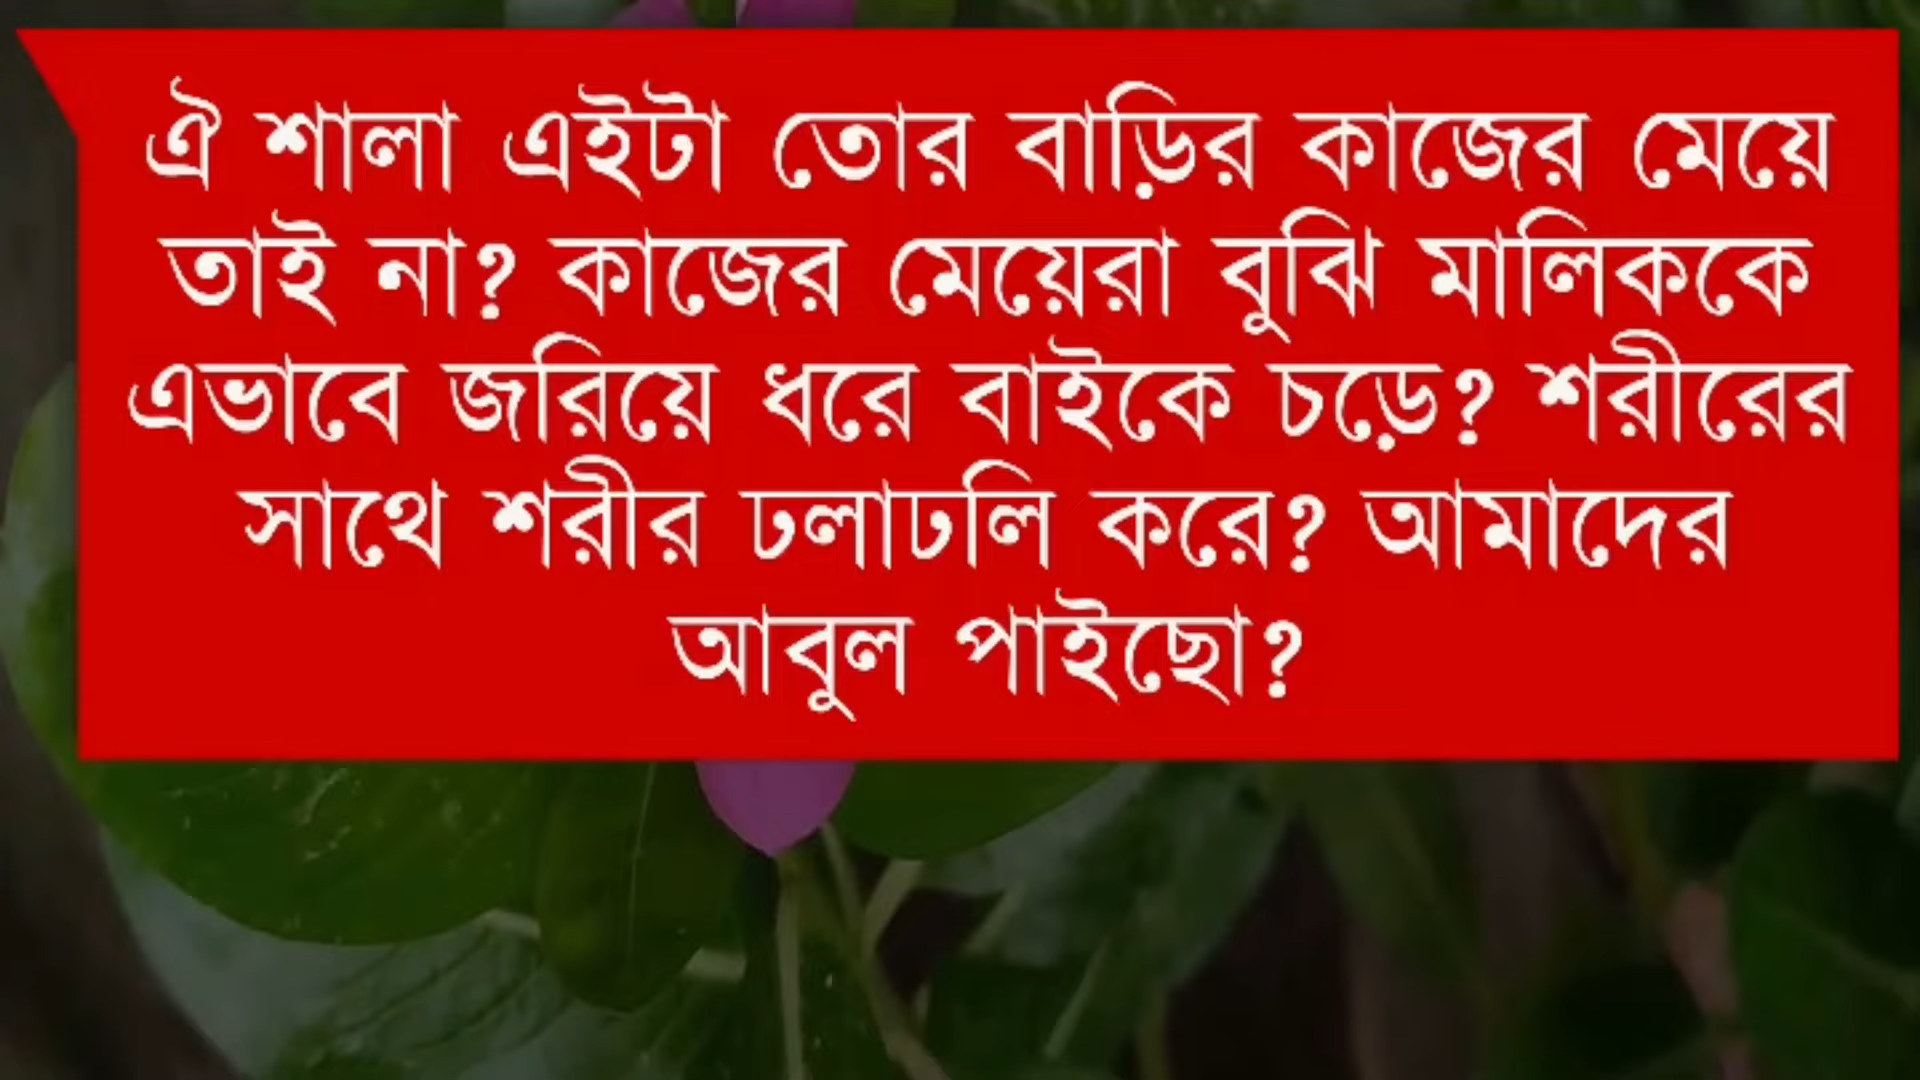 ঐ শালা এইটা তোর বাড়ির কাজের মেয়ে
তাই না? কাজের মেয়েরা বুঝি মালিককে
এভাবে জরিয়ে ধরে বাইকে চড়ে? শরীরের
সাথে শরীর ঢলাঢলি করে? আমাদের
আবুল পাইছো?